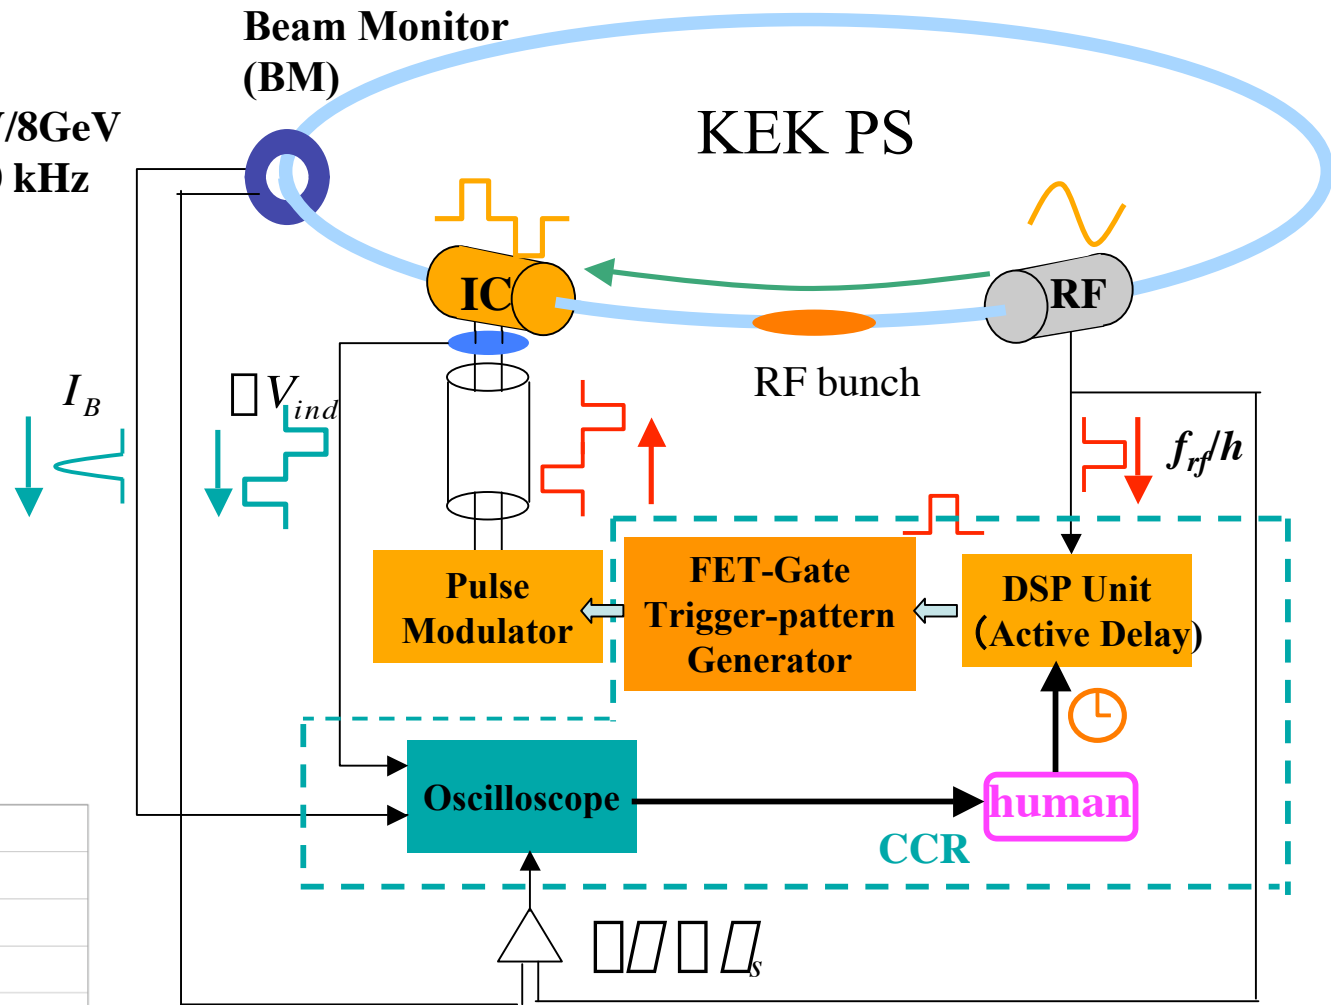 Beam Monitor
(BM)
/8GeV
kHz
KEK PS
IC
RF
RF bunch
I_B
V_ind
f_rf/h
Pulse
Modulator
FET-Gate
Trigger-pattern
Generator
DSP Unit
(Active Delay)
Oscilloscope
human
CCR
s